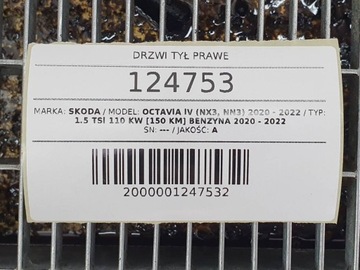 DRZWI TYŁ PRAWE
124753
MARKA: SKODA / MODEL: OCTAVIA IV (NX3, NN3) 2020 - 2022 / TYP:
1.5 TSI 110 KW [150 KM] BENZYNA 2020 - 2022
SN: --- / JAKOŚĆ: A
2000001247532